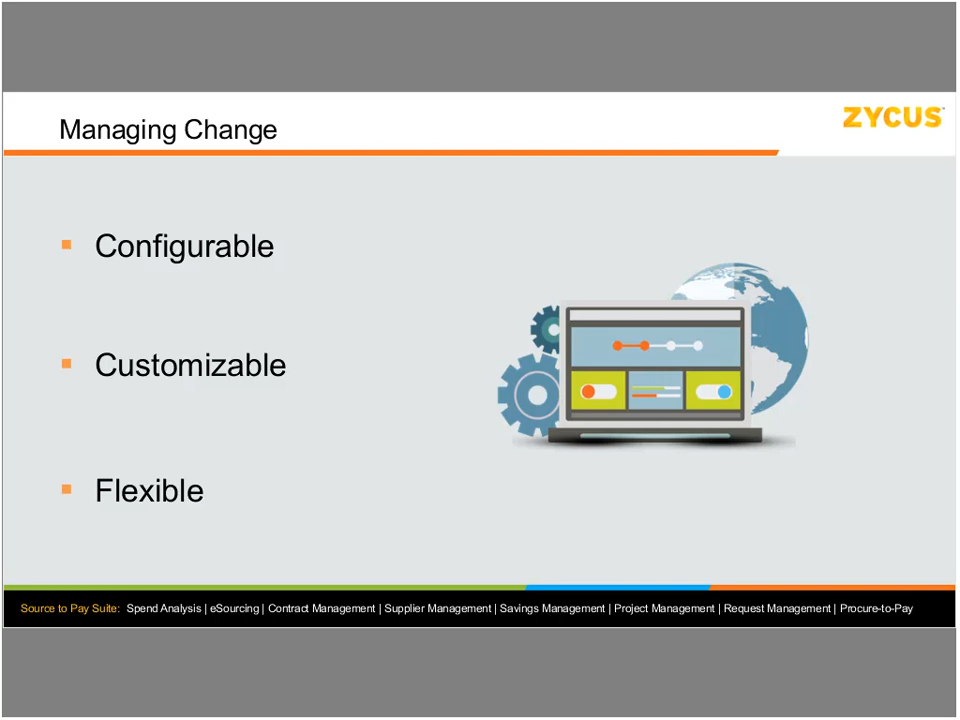 Managing Change
ZYCUS
Configurable
Customizable
Flexible
Source to Pay Suite: Spend Analysis | eSourcing | Contract Management | Supplier Management | Savings Management | Project Management | Request Management | Procure-to-Pay